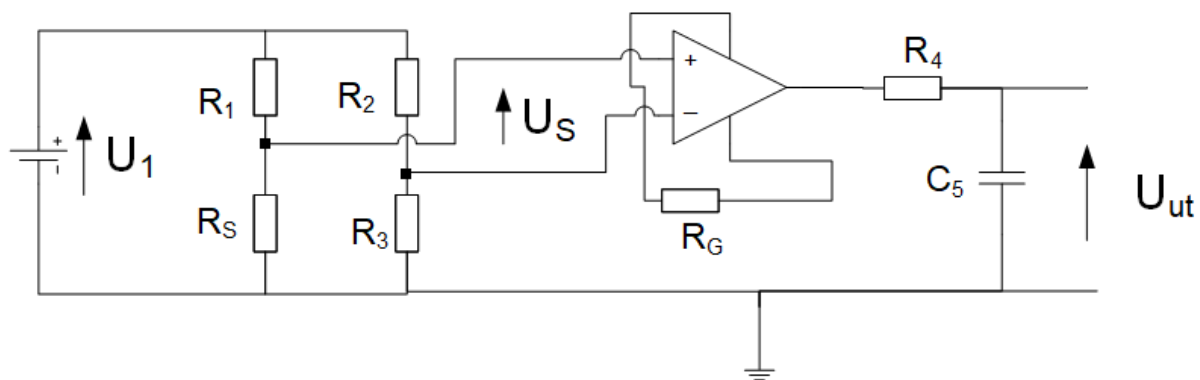 R1
R2
RS
R3
+
-
U1
US
+
–
RG
R4
C5
Uut